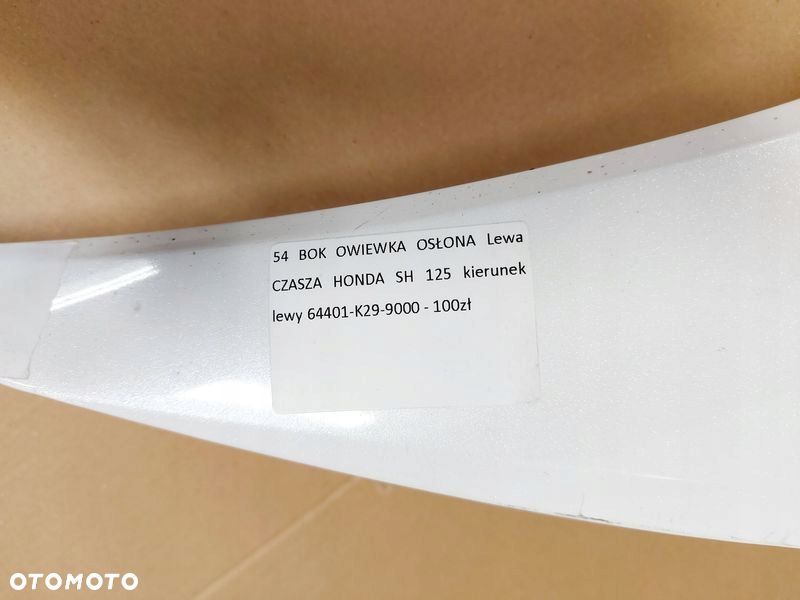 54 BOK OWIEWKA OSŁONA Lewa
CZASZA HONDA SH 125 kierunek
lewy 64401-K29-9000 - 100zł
OTOMOTO